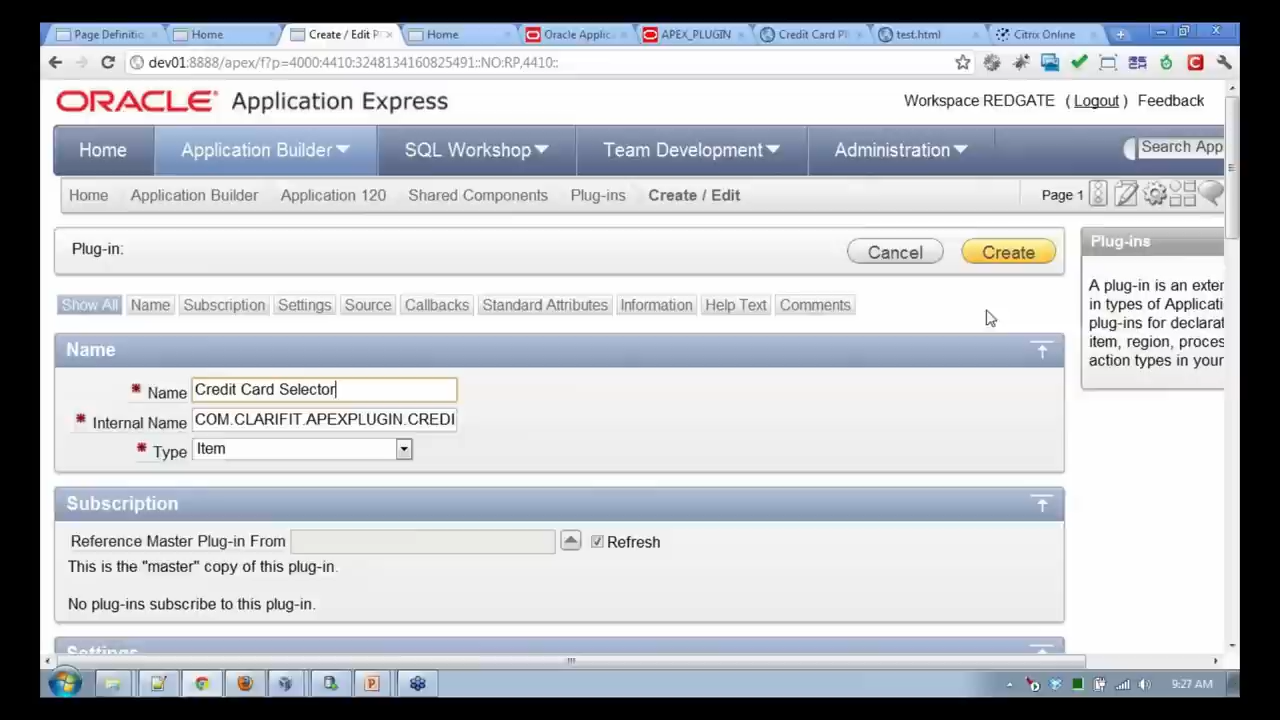 Page Definitio
Home
Create / Edit P
Home
Oracle Applic
APEX_PLUGIN
Credit Card Pl
test.html
Citrix Online
dev01:8888/apex/f?p=4000:4410:3248134160825491::NO:RP,4410::
ORACLE Application Express
Workspace REDGATE (Logout) Feedback
Home
Application Builder
SQL Workshop
Team Development
Administration
Search App
Home Application Builder Application 120 Shared Components Plug-ins Create / Edit
Page 1
Plug-in:
Cancel
Create
Plug-ins
A plug-in is an exter
in types of Applicati
plug-ins for declarat
item, region, proces
action types in your
Show All Name Subscription Settings Source Callbacks Standard Attributes Information Help Text Comments
Name
Name Credit Card Selector
Internal Name COM.CLARIFIT.APEXPLUGIN.CREDI
Type Item
Subscription
Reference Master Plug-in From
Refresh
This is the "master" copy of this plug-in.
No plug-ins subscribe to this plug-in.
Settings
9:27 AM